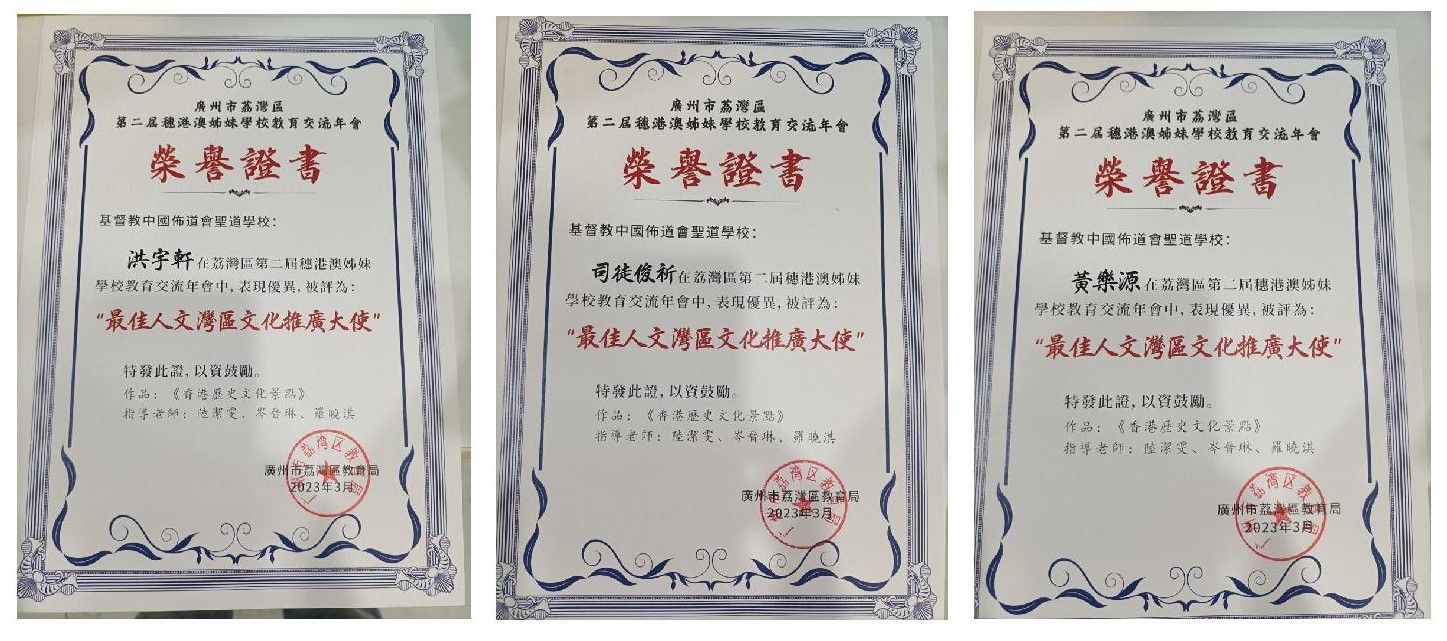 廣州市荔灣區
第二屆穗港澳姊妹學校教育交流年會
榮譽證書
基督教中國佈道會聖道學校：
洪宇軒在荔灣區第二屆穗港澳姊妹
學校教育交流年會中，表現優異，被評為：
“最佳人文灣區文化推廣大使”
特發此證，以資鼓勵。
作品：《香港歷史文化景點》
指導老師：陸潔雯、岑晉琳、羅曉淇
廣州市荔灣區教育局
2023年3月
廣州市荔灣區
第二屆穗港澳姊妹學校教育交流年會
榮譽證書
基督教中國佈道會聖道學校：
司徒俊祈在荔灣區第二屆穗港澳姊妹
學校教育交流年會中，表現優異，被評為：
“最佳人文灣區文化推廣大使”
特發此證，以資鼓勵。
作品：《香港歷史文化景點》
指導老師：陸潔雯、岑晉琳、羅曉淇
廣州市荔灣區教育局
2023年3月
廣州市荔灣區
第二屆穗港澳姊妹學校教育交流年會
榮譽證書
基督教中國佈道會聖道學校：
黃樂源在荔灣區第二屆穗港澳姊妹
學校教育交流年會中，表現優異，被評為：
“最佳人文灣區文化推廣大使”
特發此證，以資鼓勵。
作品：《香港歷史文化景點》
指導老師：陸潔雯、岑晉琳、羅曉淇
廣州市荔灣區教育局
2023年3月